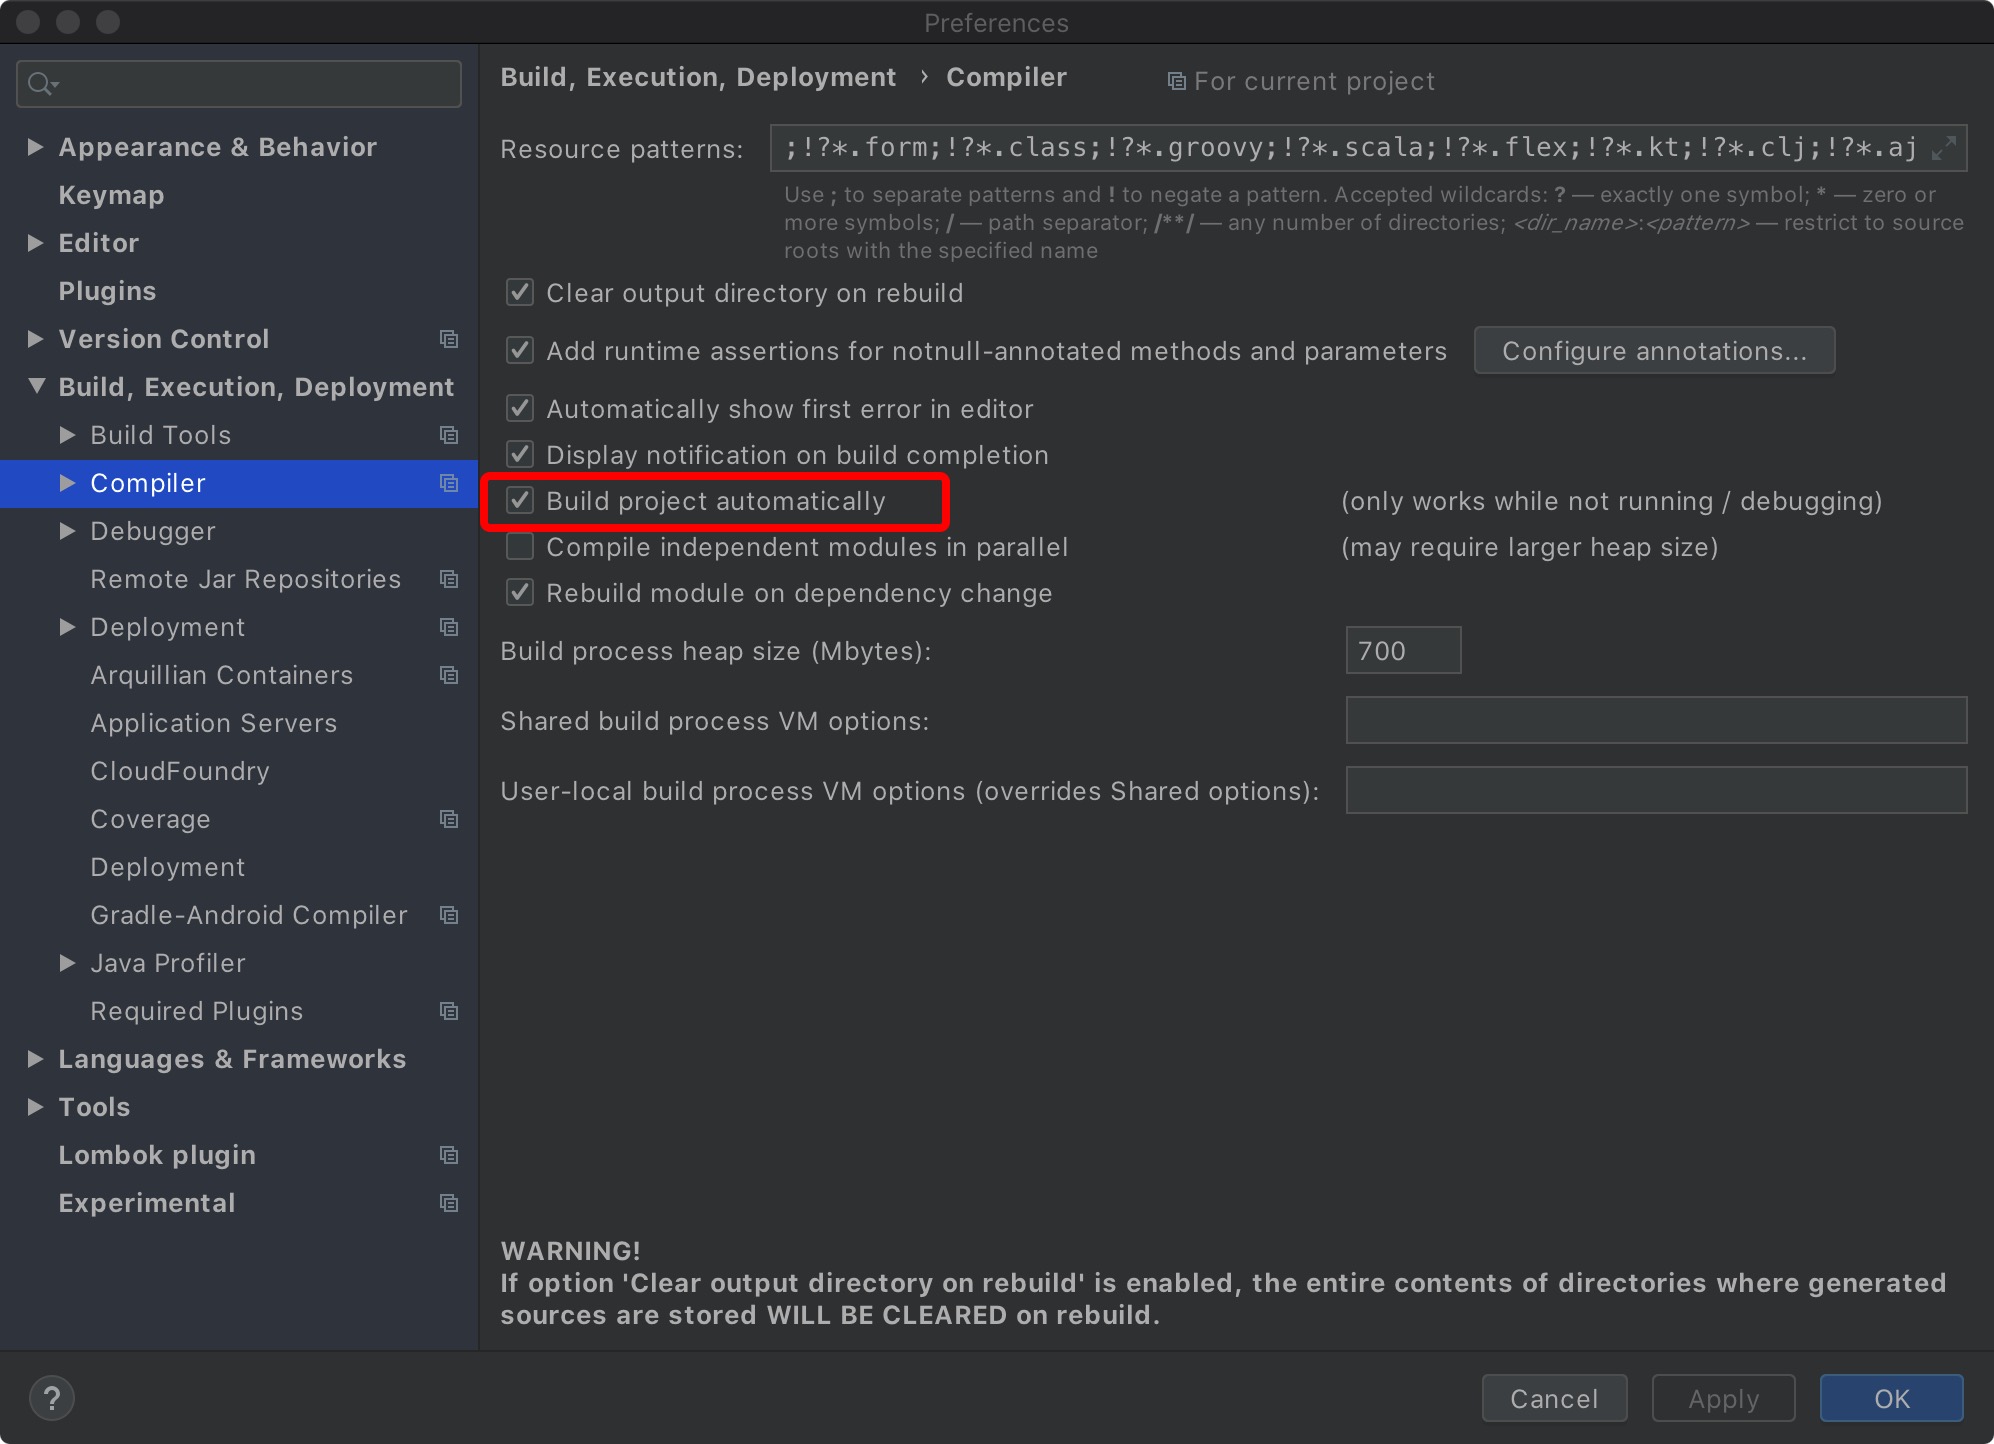 Preferences
Appearance & Behavior
Keymap
Editor
Plugins
Version Control
Build, Execution, Deployment
Build Tools
Compiler
Debugger
Remote Jar Repositories
Deployment
Arquillian Containers
Application Servers
CloudFoundry
Coverage
Deployment
Gradle-Android Compiler
Java Profiler
Required Plugins
Languages & Frameworks
Tools
Lombok plugin
Experimental
Build, Execution, Deployment › Compiler For current project
Resource patterns: ;!?*.form;!?*.class;!?*.groovy;!?*.scala;!?*.flex;!?*.kt;!?*.clj;!?*.aj
Use ; to separate patterns and ! to negate a pattern. Accepted wildcards: ? — exactly one symbol; * — zero or
more symbols; / — path separator; /**/ — any number of directories; <dir_name>:<pattern> — restrict to source
roots with the specified name
Clear output directory on rebuild
Add runtime assertions for notnull-annotated methods and parameters Configure annotations...
Automatically show first error in editor
Display notification on build completion
Build project automatically (only works while not running / debugging)
Compile independent modules in parallel (may require larger heap size)
Rebuild module on dependency change
Build process heap size (Mbytes): 700
Shared build process VM options:
User-local build process VM options (overrides Shared options):
WARNING!
If option 'Clear output directory on rebuild' is enabled, the entire contents of directories where generated
sources are stored WILL BE CLEARED on rebuild.
? Cancel Apply OK